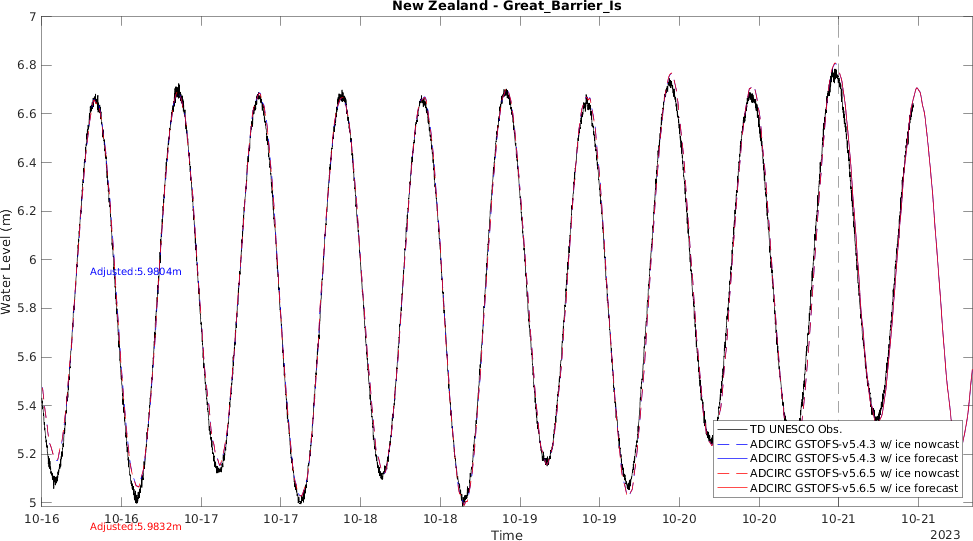 New Zealand - Great_Barrier_Is
7
6.8
6.6
6.4
6.2
6
5.8
5.6
5.4
5.2
5
Water Level (m)
Adjusted:5.9804m
TD UNESCO Obs.
ADCIRC GSTOFS-v5.4.3 w/ ice nowcast
ADCIRC GSTOFS-v5.4.3 w/ ice forecast
ADCIRC GSTOFS-v5.6.5 w/ ice nowcast
ADCIRC GSTOFS-v5.6.5 w/ ice forecast
10-16 10-16 10-17 10-17 10-18 10-18 10-19 10-19 10-20 10-20 10-21 10-21
Adjusted:5.9832m
Time
2023